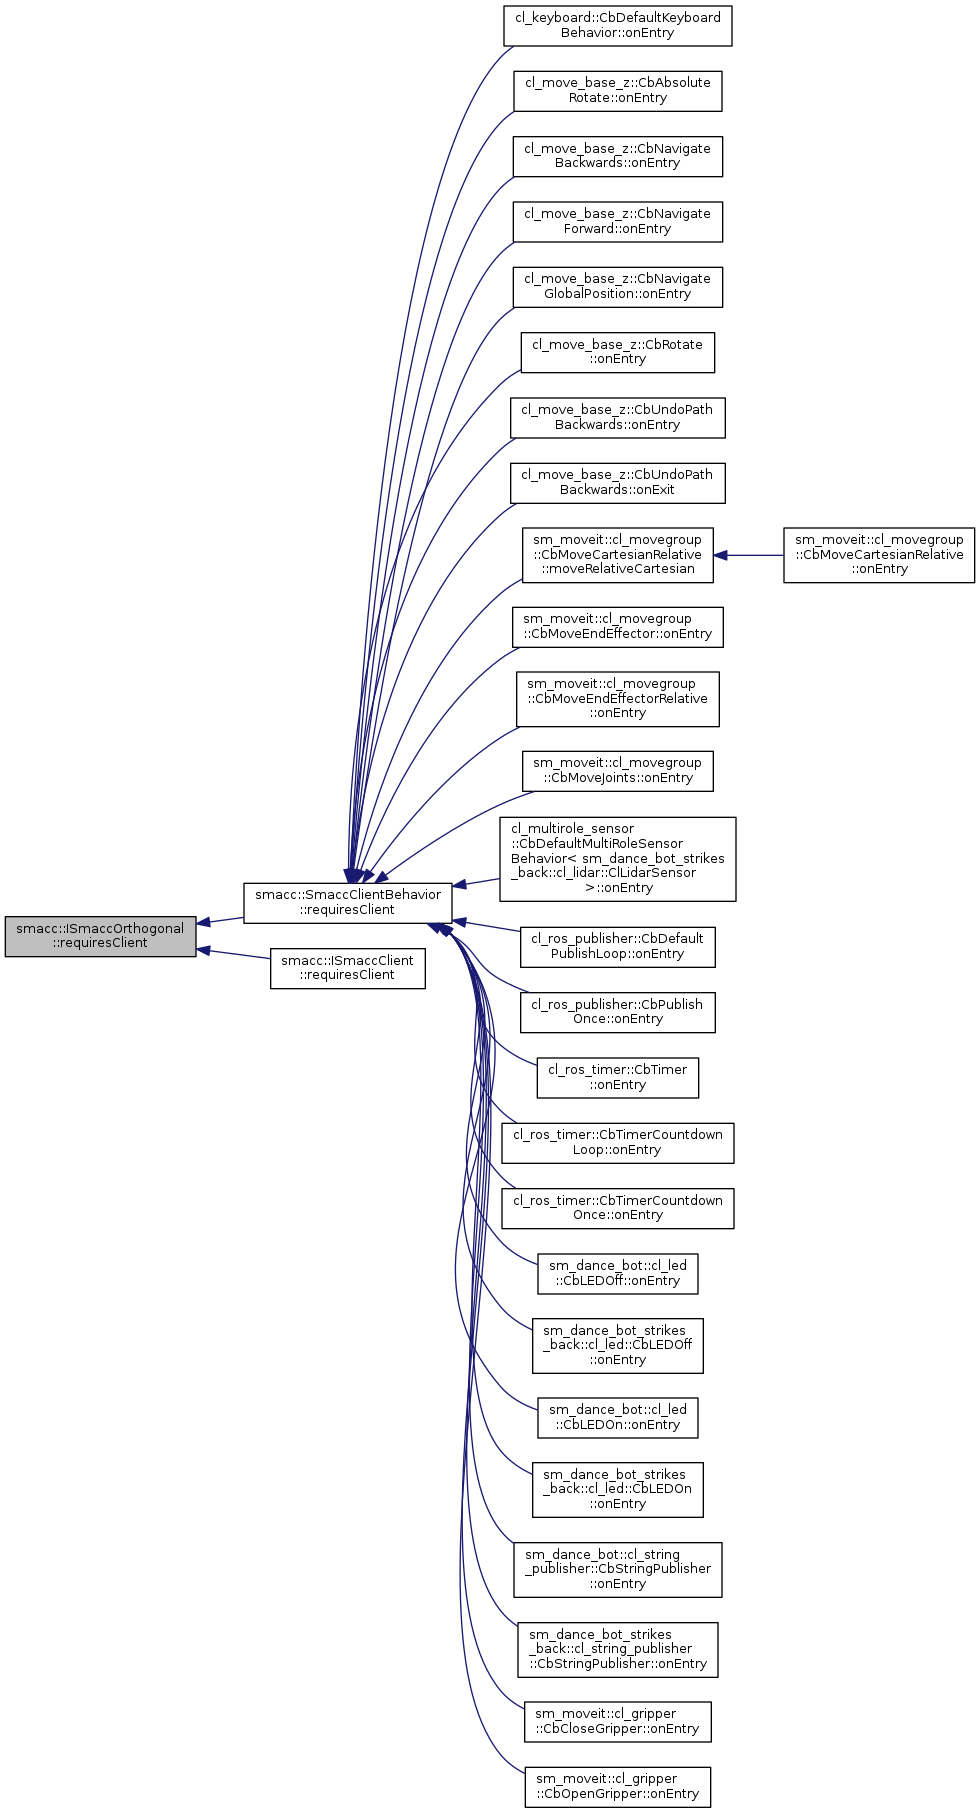 cl_keyboard::CbDefaultKeyboard
Behavior::onEntry
cl_move_base_z::CbAbsolute
Rotate::onEntry
cl_move_base_z::CbNavigate
Backwards::onEntry
cl_move_base_z::CbNavigate
Forward::onEntry
cl_move_base_z::CbNavigate
GlobalPosition::onEntry
cl_move_base_z::CbRotate
::onEntry
cl_move_base_z::CbUndoPath
Backwards::onEntry
cl_move_base_z::CbUndoPath
Backwards::onExit
sm_moveit::cl_movegroup
::CbMoveCartesianRelative
::moveRelativeCartesian
sm_moveit::cl_movegroup
::CbMoveCartesianRelative
::onEntry
sm_moveit::cl_movegroup
::CbMoveEndEffector::onEntry
sm_moveit::cl_movegroup
::CbMoveEndEffectorRelative
::onEntry
sm_moveit::cl_movegroup
::CbMoveJoints::onEntry
cl_multirole_sensor
::CbDefaultMultiRoleSensor
Behavior< sm_dance_bot_strikes
_back::cl_lidar::ClLidarSensor
>::onEntry
smacc::SmaccClientBehavior
::requiresClient
smacc::ISmaccOrthogonal
::requiresClient
smacc::ISmaccClient
::requiresClient
cl_ros_publisher::CbDefault
PublishLoop::onEntry
cl_ros_publisher::CbPublish
Once::onEntry
cl_ros_timer::CbTimer
::onEntry
cl_ros_timer::CbTimerCountdown
Loop::onEntry
cl_ros_timer::CbTimerCountdown
Once::onEntry
sm_dance_bot::cl_led
::CbLEDOff::onEntry
sm_dance_bot_strikes
_back::cl_led::CbLEDOff
::onEntry
sm_dance_bot::cl_led
::CbLEDOn::onEntry
sm_dance_bot_strikes
_back::cl_led::CbLEDOn
::onEntry
sm_dance_bot::cl_string
_publisher::CbStringPublisher
::onEntry
sm_dance_bot_strikes
_back::cl_string_publisher
::CbStringPublisher::onEntry
sm_moveit::cl_gripper
::CbCloseGripper::onEntry
sm_moveit::cl_gripper
::CbOpenGripper::onEntry